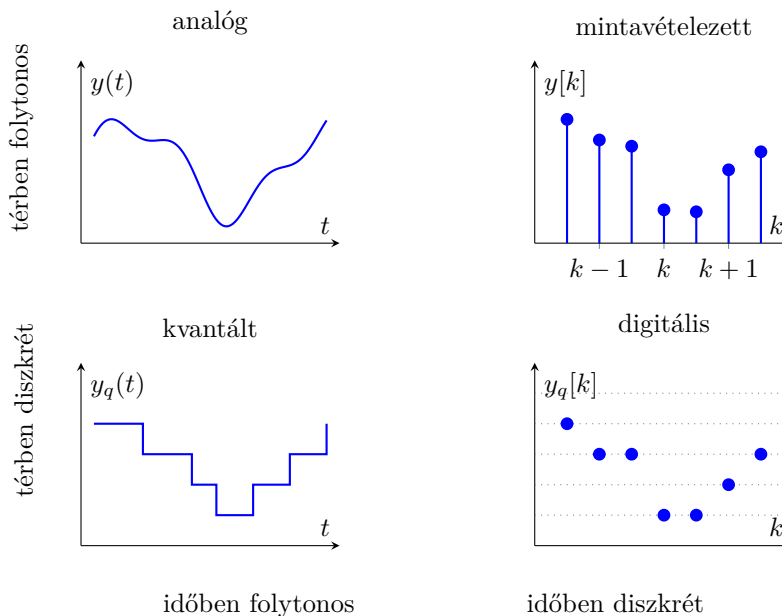 analóg
mintavételezett
térben folytonos
y(t)
t
y[k]
k
k − 1
k
k + 1
kvantált
digitális
térben diszkrét
y_q(t)
t
y_q[k]
k
időben folytonos
időben diszkrét